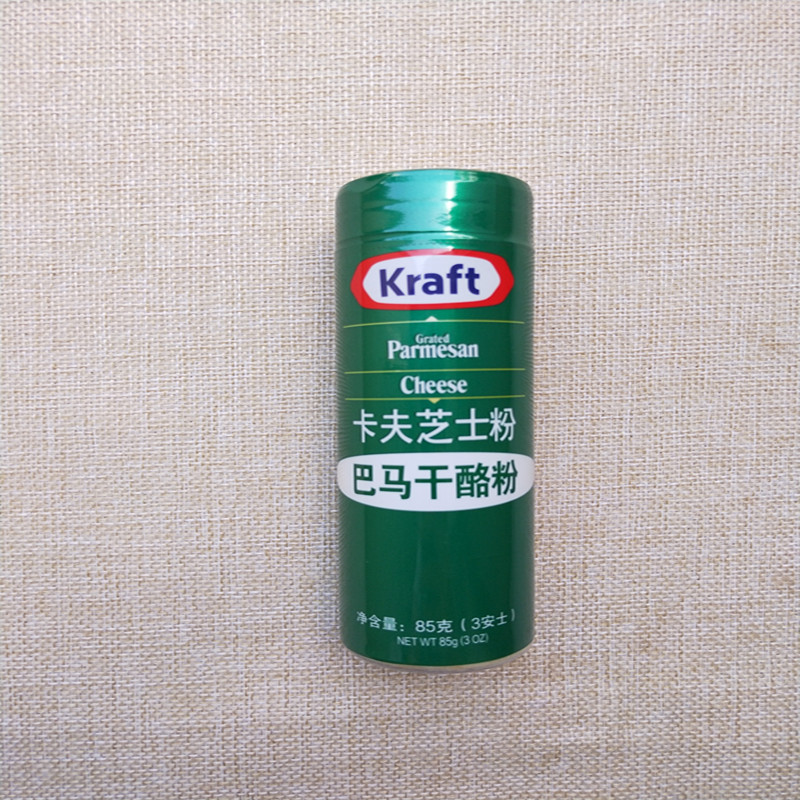 Kraft
Grated
Parmesan
Cheese
卡夫芝士粉
巴马干酪粉
净含量：85克（3安士）
NET WT 85g (3 OZ)